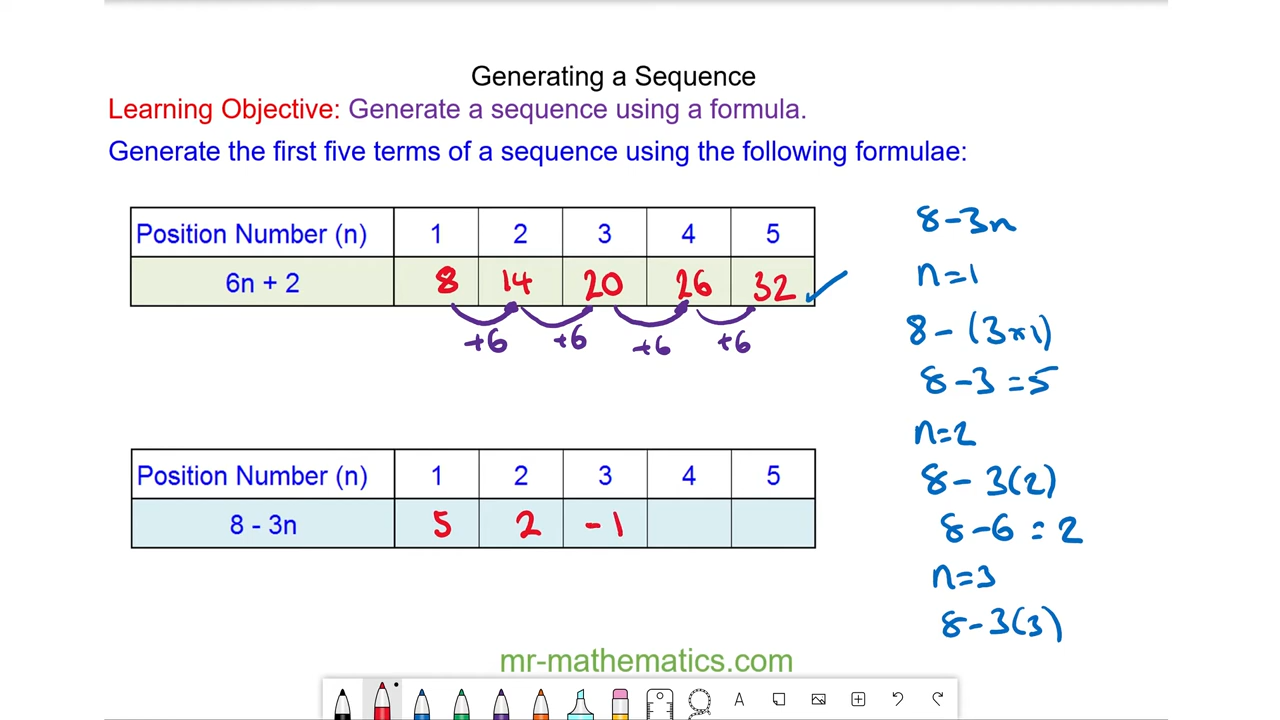 Generating a Sequence
Learning Objective: Generate a sequence using a formula.
Generate the first five terms of a sequence using the following formulae:
Position Number (n) 1 2 3 4 5
6n + 2 8 14 20 26 32
+6 +6 +6 +6
Position Number (n) 1 2 3 4 5
8 - 3n 5 2 -1
8-3n
n=1
8-(3×1)
8-3=5
n=2
8-3(2)
8-6=2
n=3
8-3(3)
mr-mathematics.com
A